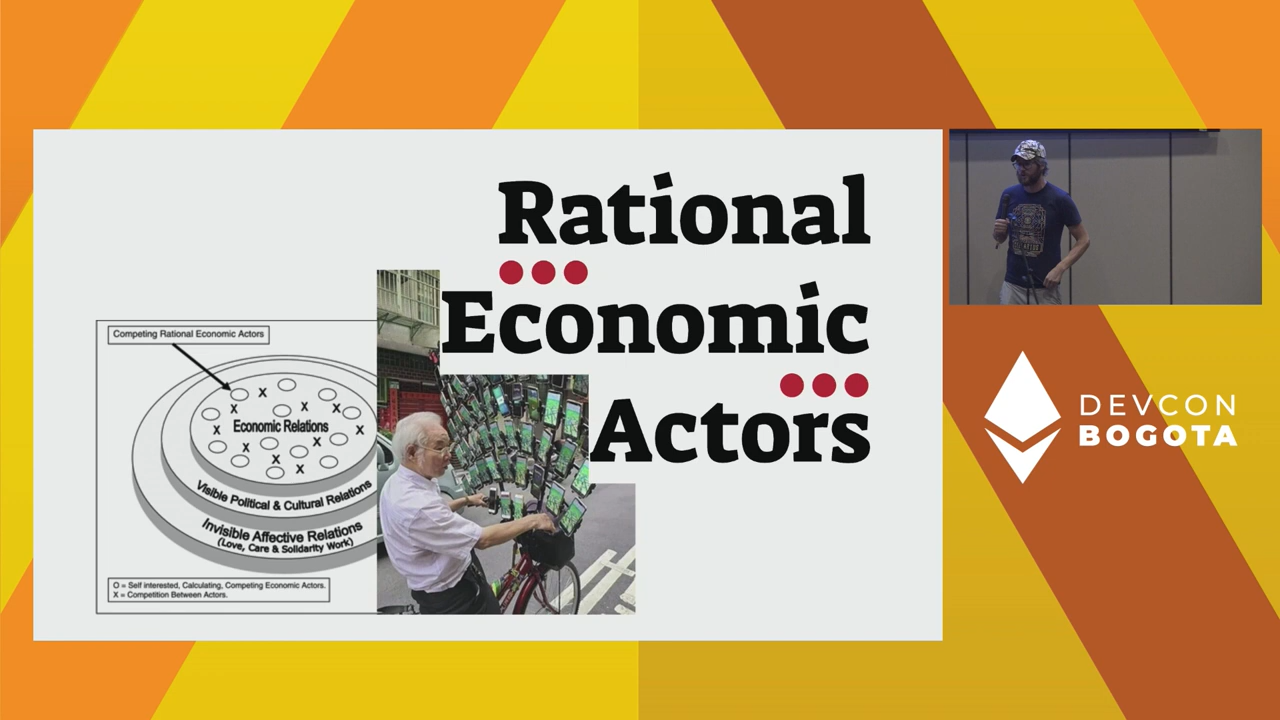 Rational
Economic
Actors
Competing Rational Economic Actors
Economic Relations
Visible Political & Cultural Relations
Invisible Affective Relations
(Love, Care & Solidarity Work)
O = Self interested, Calculating, Competing Economic Actors.
X = Competition Between Actors.
DEVCON
BOGOTA